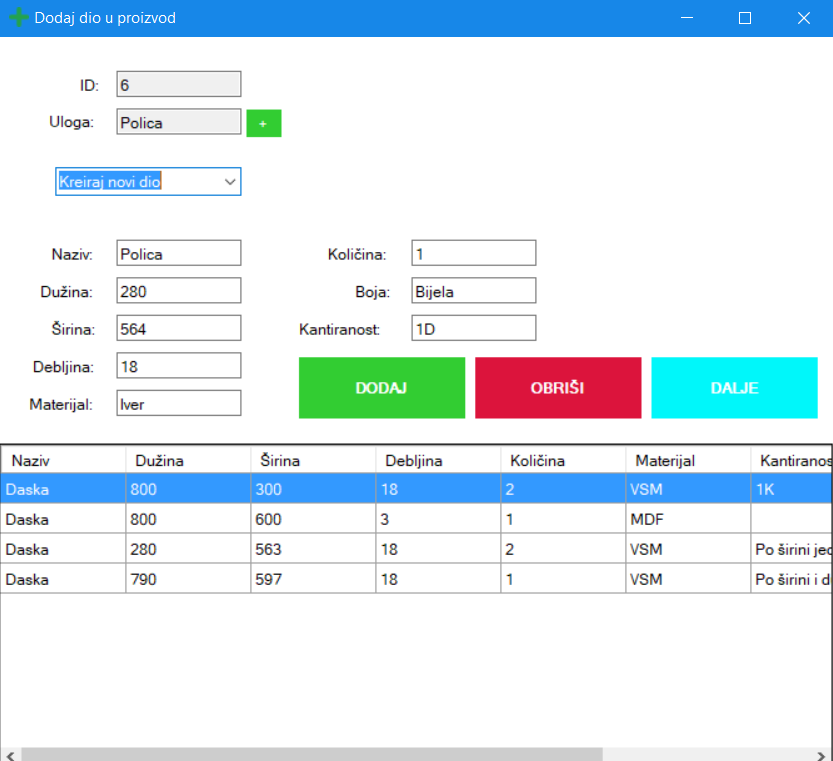 Dodaj dio u proizvod
ID: 6
Uloga: Polica +
Kreiraj novi dio
Naziv: Polica Količina: 1
Dužina: 280 Boja: Bijela
Širina: 564 Kantiranost: 1D
Debljina: 18
DODAJ OBRIŠI DALJE
Materijal: Iver
Naziv Dužina Širina Debljina Količina Materijal Kantiranos
Daska 800 300 18 2 VSM 1K
Daska 800 600 3 1 MDF
Daska 280 563 18 2 VSM Po širini jed
Daska 790 597 18 1 VSM Po širini i d